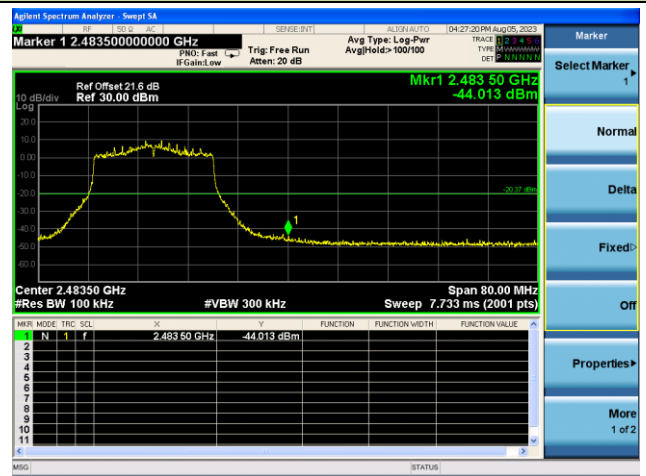 Agilent Spectrum Analyzer - Swept SA
RF 50 Ω AC SENSE:INT ALIGN AUTO 04:27:20 PM Aug 05, 2023
Marker 1 2.483500000000 GHz
PNO: Fast
IFGain:Low
Trig: Free Run
Atten: 20 dB
Avg Type: Log-Pwr
Avg|Hold:>100/100
TRACE 1 2 3 4 5 6
TYPE M
DET P N N N N N
Ref Offset 21.6 dB
Ref 30.00 dBm
10 dB/div
Log
Mkr1 2.483 50 GHz
-44.013 dBm
20.0
10.0
0.00
-10.0
-20.0
-30.0
-40.0
-50.0
-60.0
-20.37 dBm
1
Center 2.48350 GHz
#Res BW 100 kHz
#VBW 300 kHz
Span 80.00 MHz
Sweep 7.733 ms (2001 pts)
MKR MODE TRC SCL X Y FUNCTION FUNCTION WIDTH FUNCTION VALUE
1 N 1 f 2.483 50 GHz -44.013 dBm
2
3
4
5
6
7
8
9
10
11
MSG
STATUS
Marker
Select Marker
1
Normal
Delta
Fixed
Off
Properties
More
1 of 2